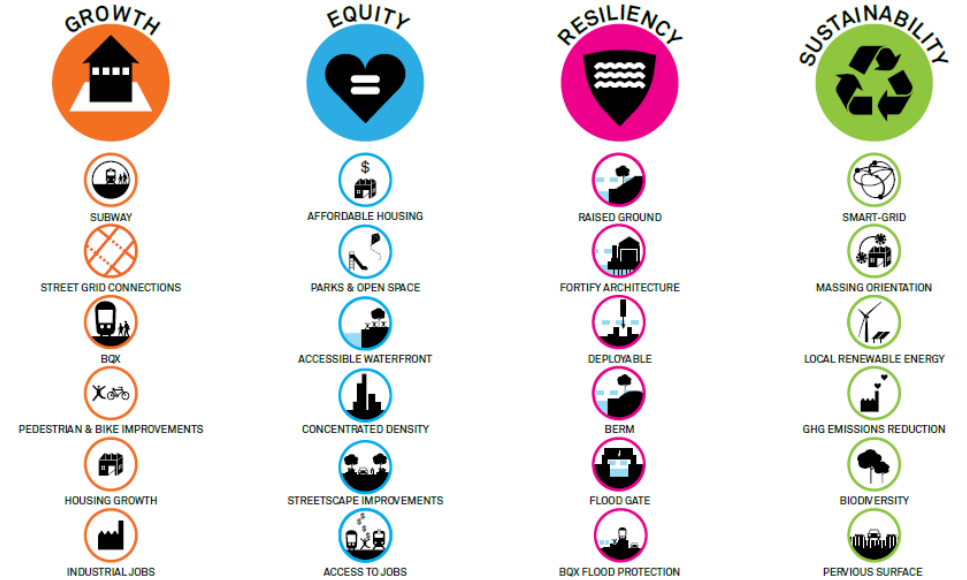 GROWTH
EQUITY
RESILIENCY
SUSTAINABILITY
$
SUBWAY
AFFORDABLE HOUSING
RAISED GROUND
SMART-GRID
STREET GRID CONNECTIONS
PARKS & OPEN SPACE
FORTIFY ARCHITECTURE
MASSING ORIENTATION
BQX
ACCESSIBLE WATERFRONT
DEPLOYABLE
LOCAL RENEWABLE ENERGY
PEDESTRIAN & BIKE IMPROVEMENTS
CONCENTRATED DENSITY
BERM
GHG EMISSIONS REDUCTION
HOUSING GROWTH
STREETSCAPE IMPROVEMENTS
FLOOD GATE
BIODIVERSITY
$ $ $
INDUSTRIAL JOBS
ACCESS TO JOBS
BQX FLOOD PROTECTION
PERVIOUS SURFACE